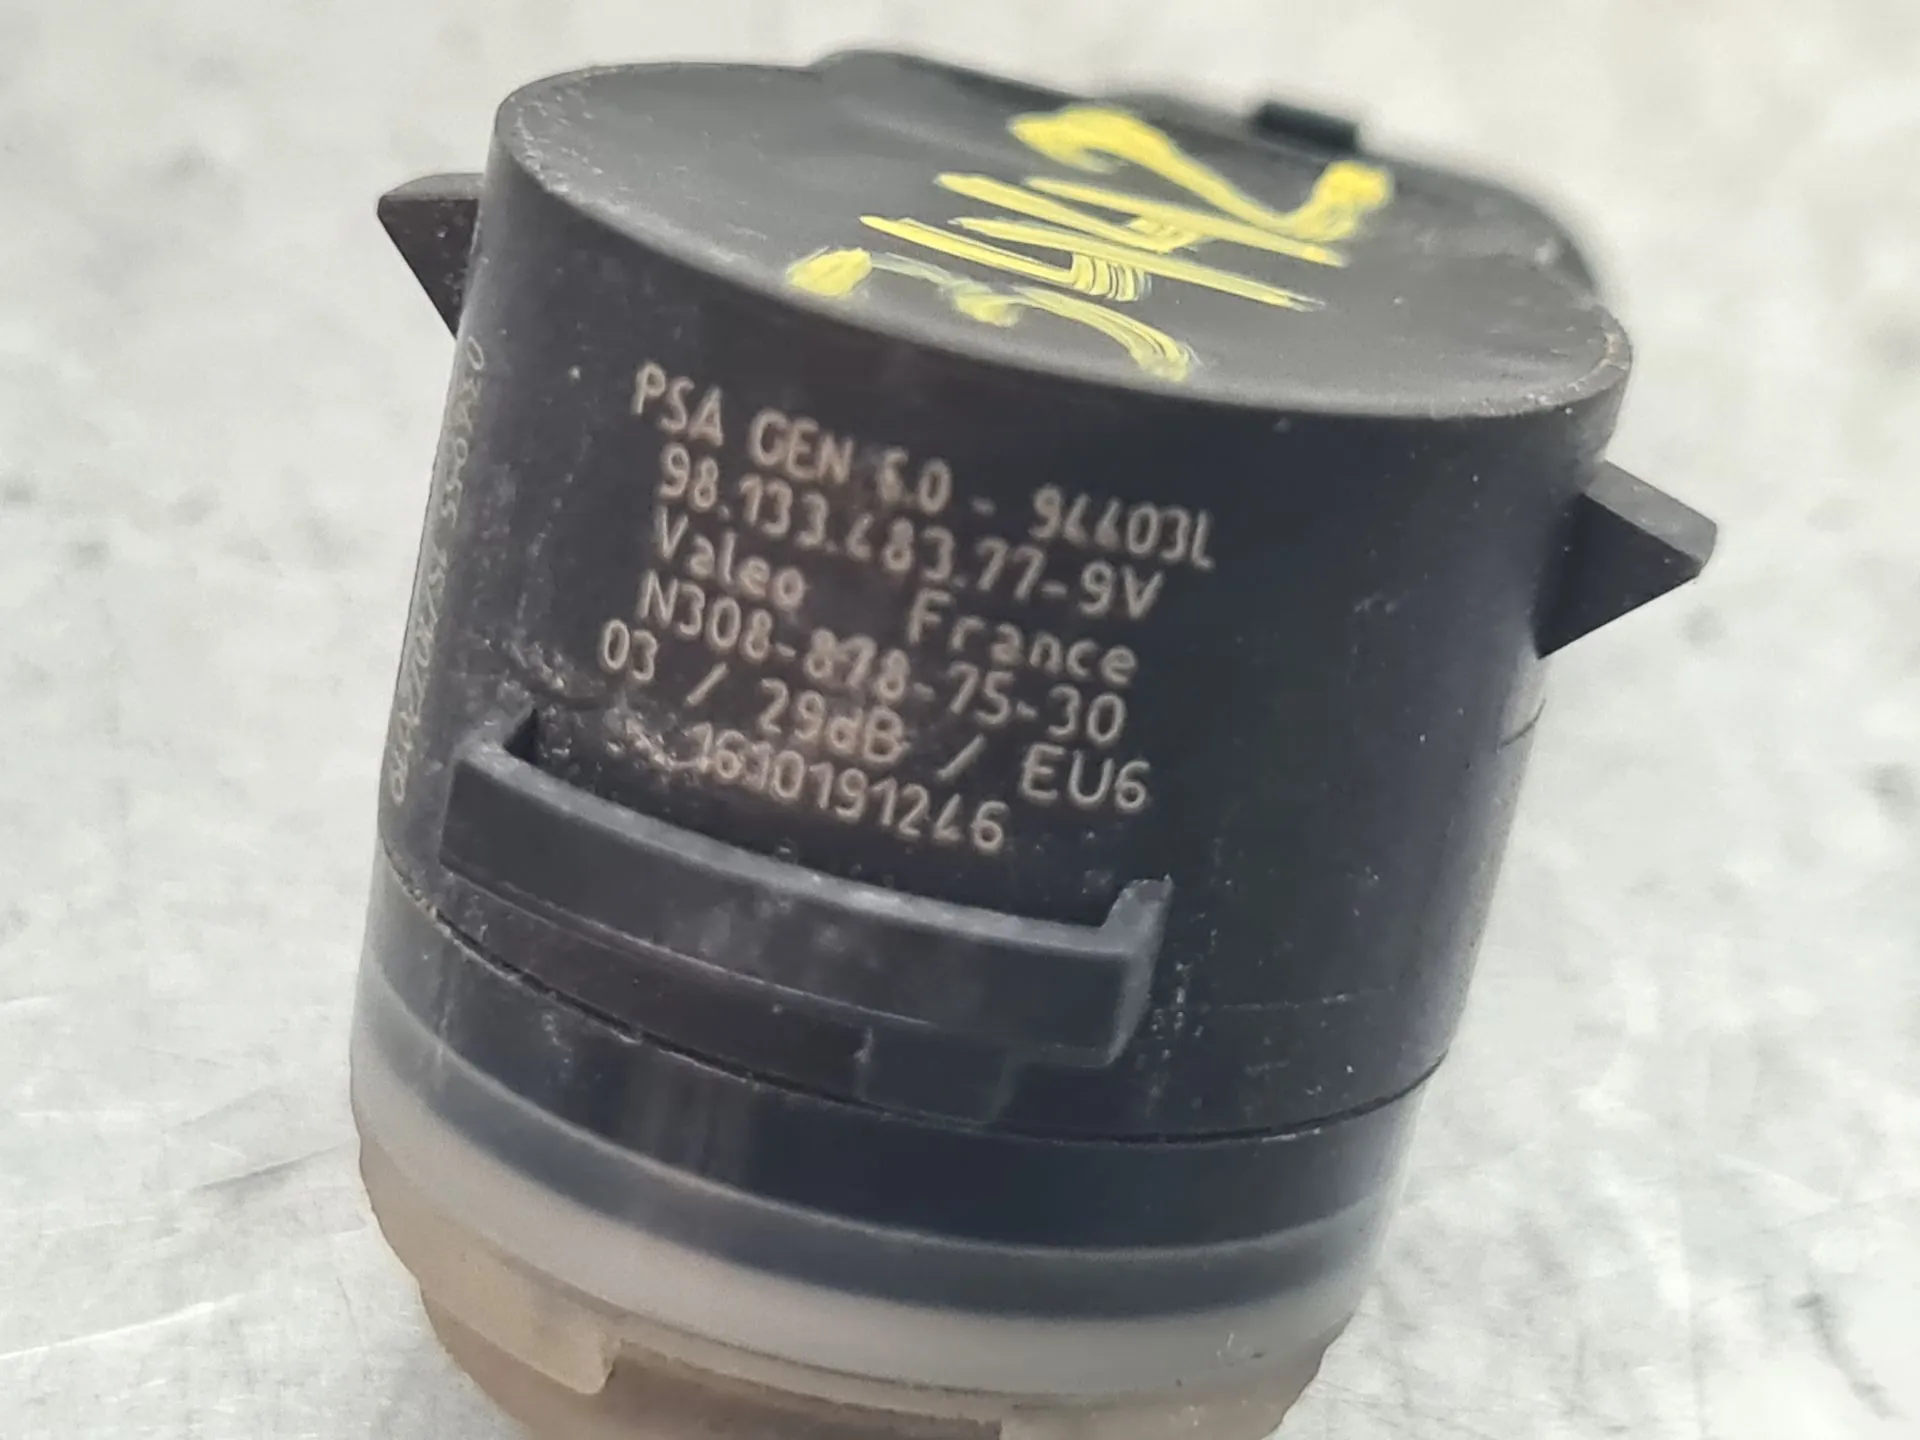 PSA GEN 6.0 - 94403L
98.133.483.77-9V
Valeo France
N308-878-75-30
03 / 29dB / EU6
1610191246